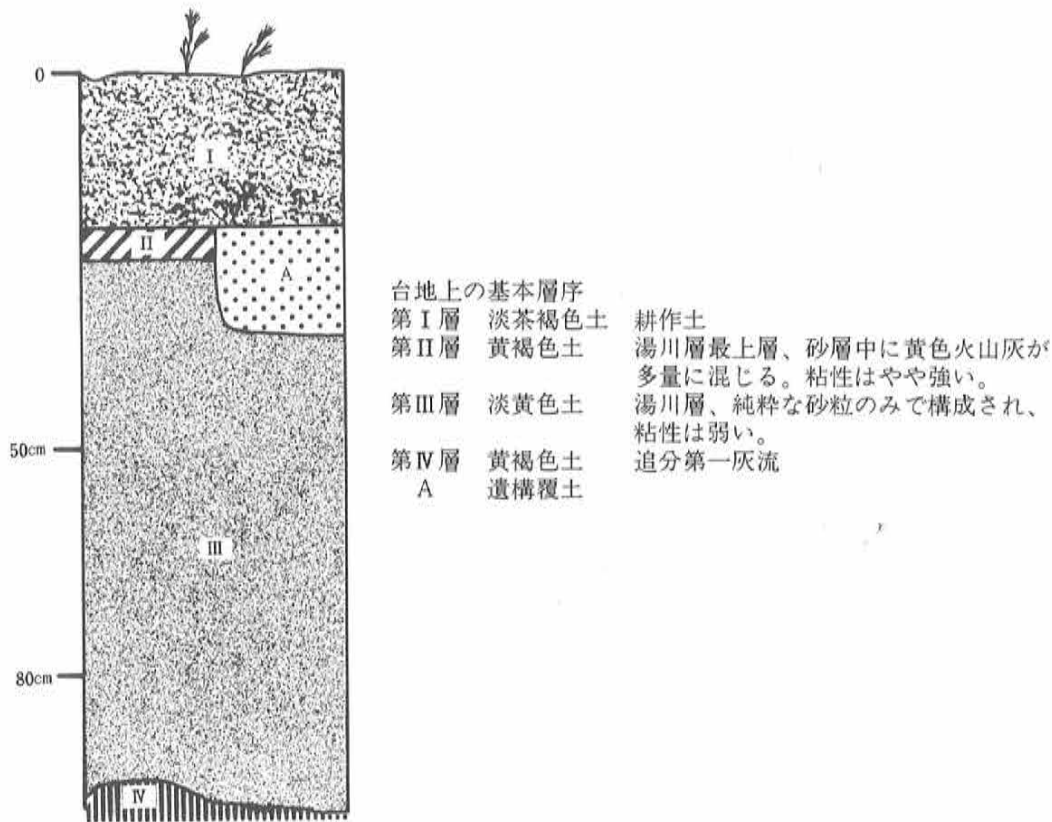 0
I
II
A
50cm
III
80cm
IV
台地上の基本層序
第I層 淡茶褐色土 耕作土
第II層 黄褐色土 湯川層最上層、砂層中に黄色火山灰が
多量に混じる。粘性はやや強い。
第III層 淡黄色土 湯川層、純粋な砂粒のみで構成され、
粘性は弱い。
第IV層 黄褐色土 追分第一灰流
A 遺構覆土